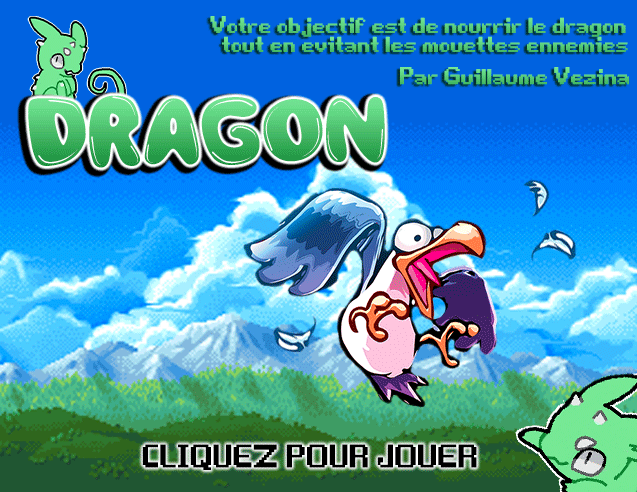 Votre objectif est de nourrir le dragon
tout en evitant les mouettes ennemies
Par Guillaume Vezina
DRAGON
CLIQUEZ POUR JOUER